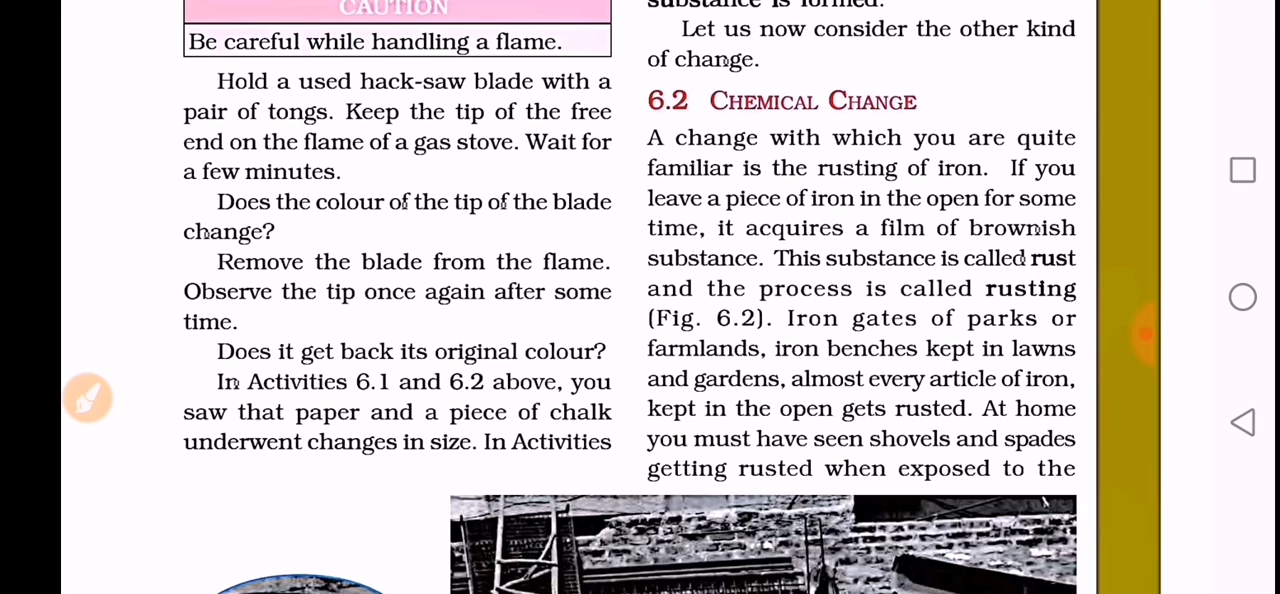 CAUTION
Be careful while handling a flame.
Hold a used hack-saw blade with a
pair of tongs. Keep the tip of the free
end on the flame of a gas stove. Wait for
a few minutes.
Does the colour of the tip of the blade
change?
Remove the blade from the flame.
Observe the tip once again after some
time.
Does it get back its original colour?
In Activities 6.1 and 6.2 above, you
saw that paper and a piece of chalk
underwent changes in size. In Activities
substance is formed.
Let us now consider the other kind
of change.
6.2 CHEMICAL CHANGE
A change with which you are quite
familiar is the rusting of iron. If you
leave a piece of iron in the open for some
time, it acquires a film of brownish
substance. This substance is called rust
and the process is called rusting
(Fig. 6.2). Iron gates of parks or
farmlands, iron benches kept in lawns
and gardens, almost every article of iron,
kept in the open gets rusted. At home
you must have seen shovels and spades
getting rusted when exposed to the